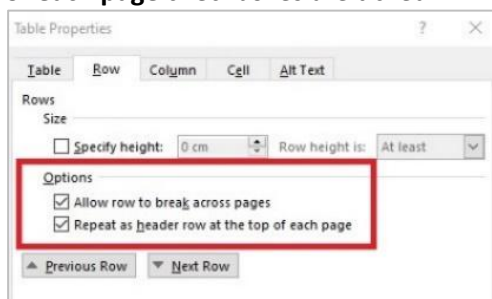 Table Properties ? ×
Table Row Column Cell Alt Text
Rows
Size
Specify height: 0 cm Row height is: At least
Options
Allow row to break across pages
Repeat as header row at the top of each page
Previous Row Next Row